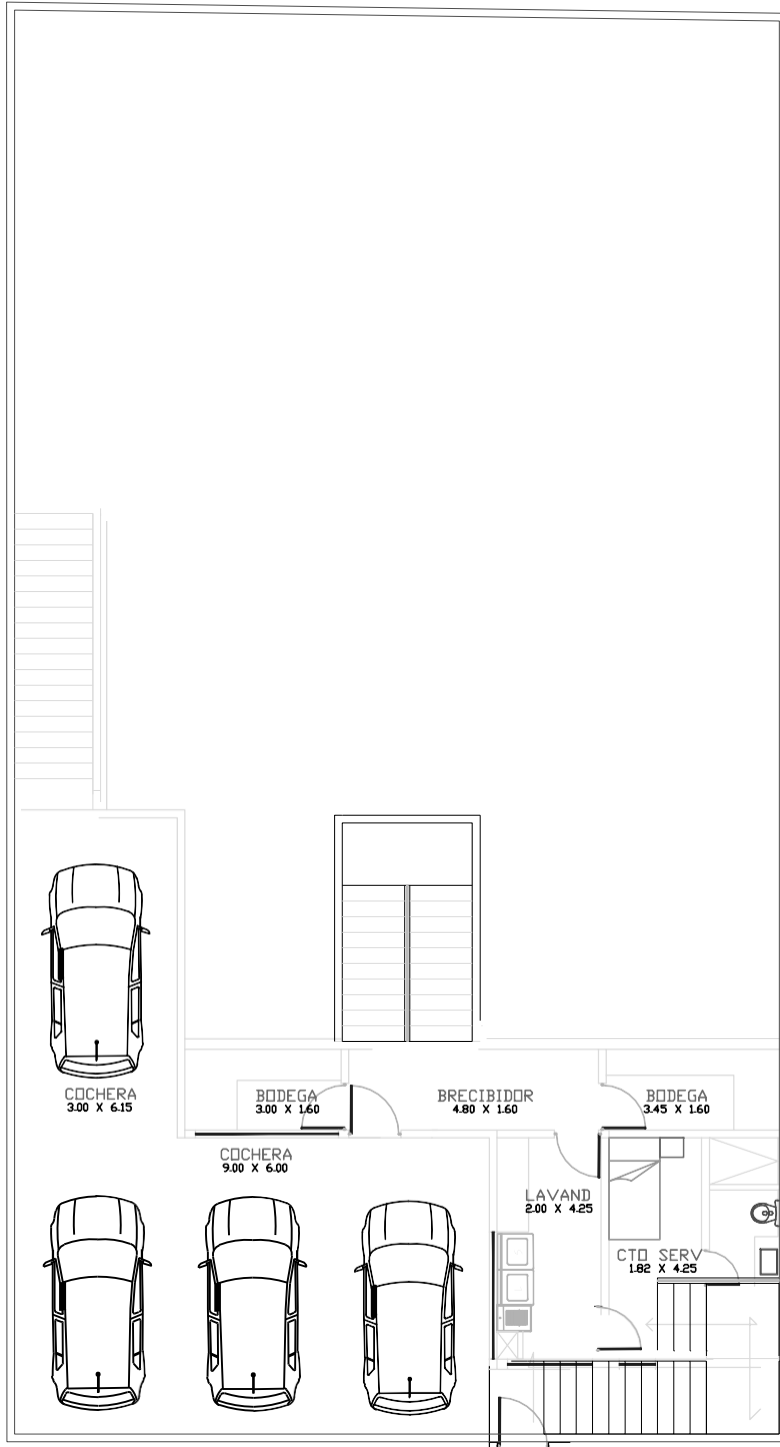 COCHERA
3.00 X 6.15
BODEGA
3.00 X 1.60
BRECIBIDOR
4.80 X 1.60
BODEGA
3.45 X 1.60
COCHERA
9.00 X 6.00
LAVAND
2.00 X 4.25
CTO SERV
1.82 X 4.25